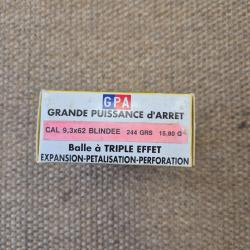 GPA
GRANDE PUISSANCE d'ARRET
CAL 9,3x62 BLINDEE 244 GRS 15,80 G
Balle à TRIPLE EFFET
EXPANSION-PETALISATION-PERFORATION